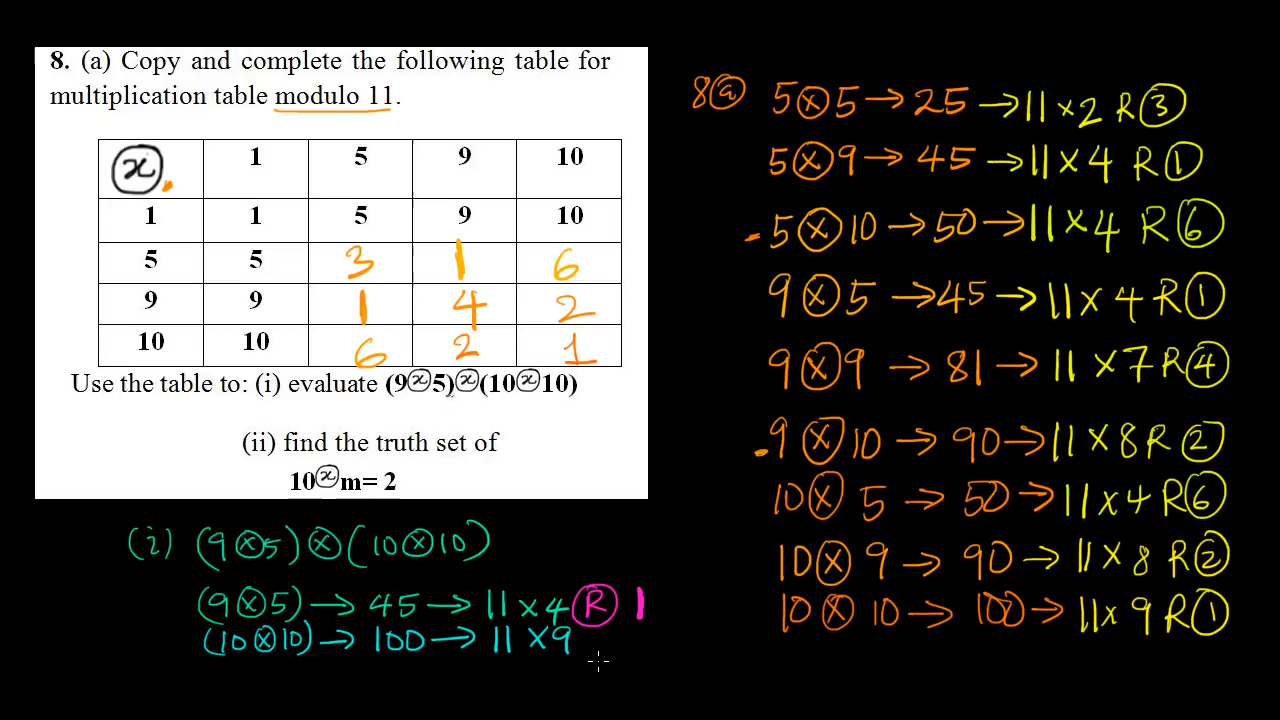 8. (a) Copy and complete the following table for
multiplication table modulo 11.
ⓧ 1 5 9 10
1 1 5 9 10
5 5 3 1 6
9 9 1 4 2
10 10 6 2 1
Use the table to: (i) evaluate (9ⓧ5)ⓧ(10ⓧ10)
(ii) find the truth set of
10ⓧm= 2
(i) (9⊗5)⊗(10⊗10)
(9⊗5)→45→11×4 Ⓡ 1
(10⊗10)→100→11×9
8ⓐ 5⊗5→25→11×2 R③
5⊗9→45→11×4 R①
5⊗10→50→11×4 R⑥
9⊗5→45→11×4 R①
9⊗9→81→11×7 R④
9⊗10→90→11×8 R②
10⊗5→50→11×4 R⑥
10⊗9→90→11×8 R②
10⊗10→100→11×9 R①